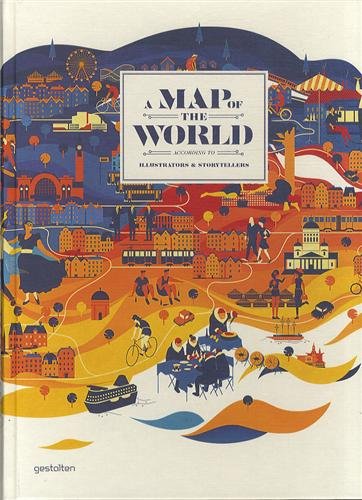 A MAP OF
THE
WORLD
ACCORDING TO
ILLUSTRATORS & STORYTELLERS
gestalten